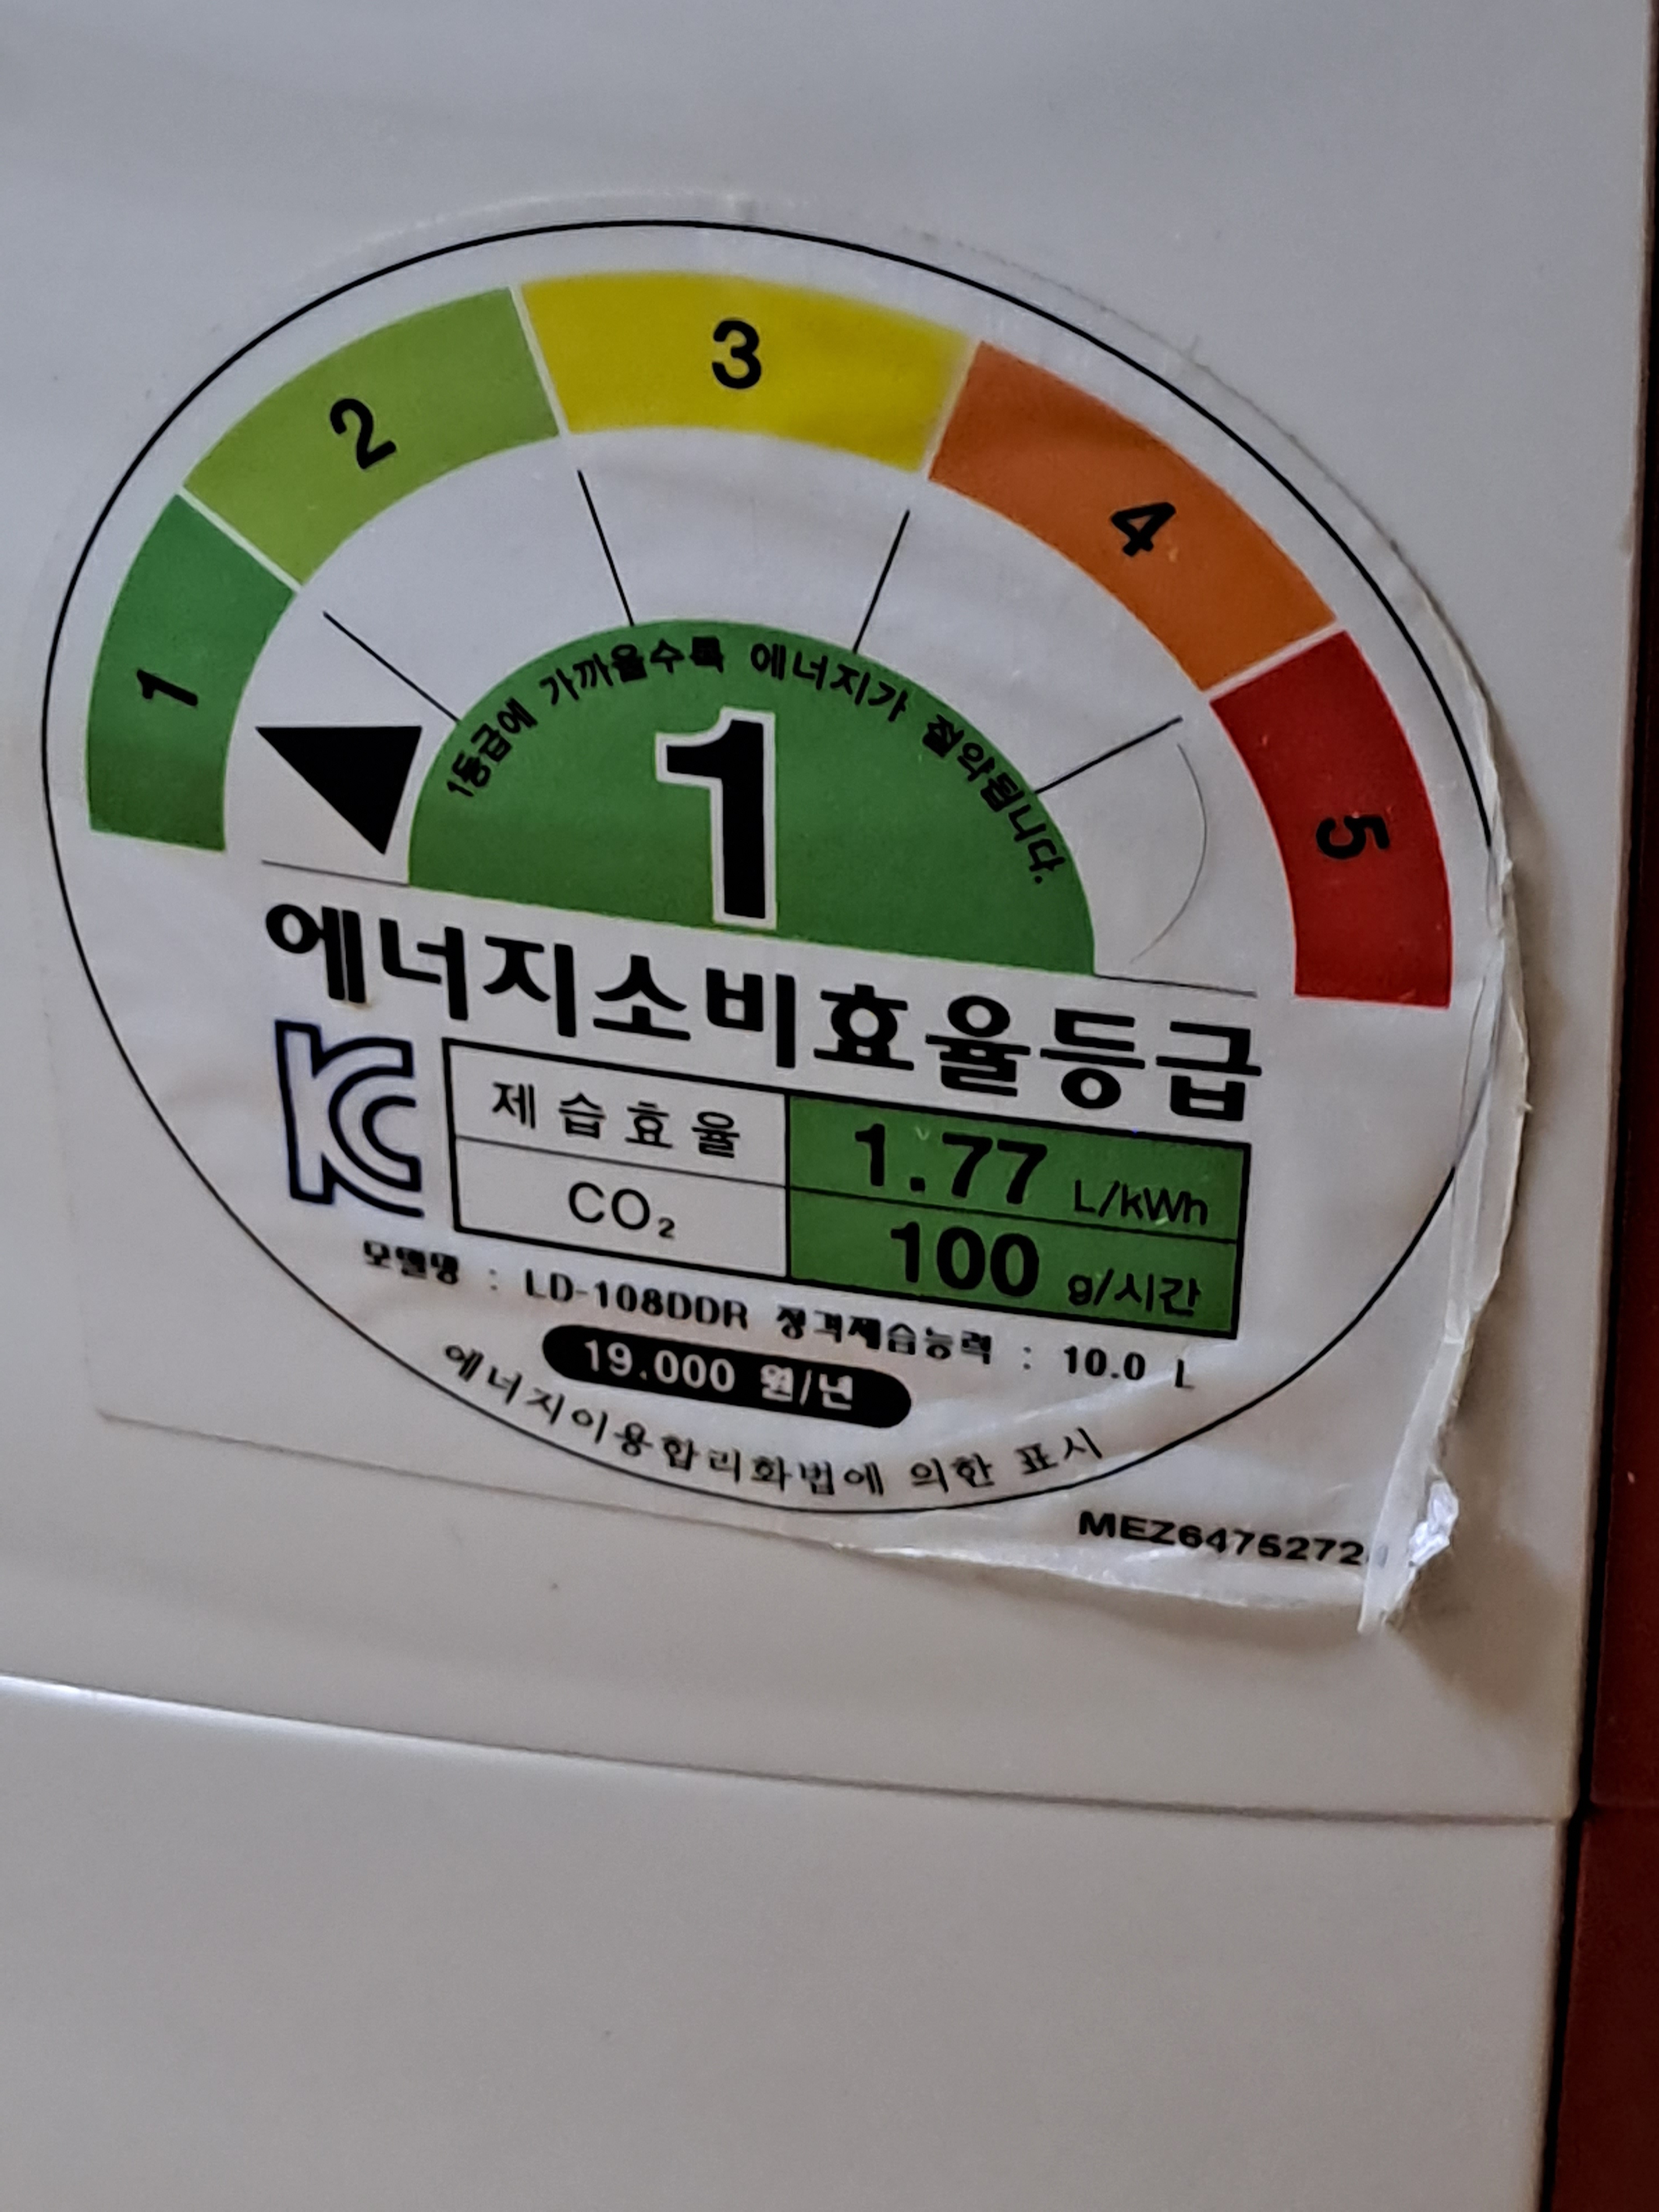 1
2
3
4
5
1등급에 가까울수록 에너지가 절약됩니다.
1
에너지소비효율등급
제습효율 1.77 L/kWh
CO₂ 100 g/시간
모델명 : LD-108DDR 정격제습능력 : 10.0 L
19.000 원/년
에너지이용합리화법에 의한 표시